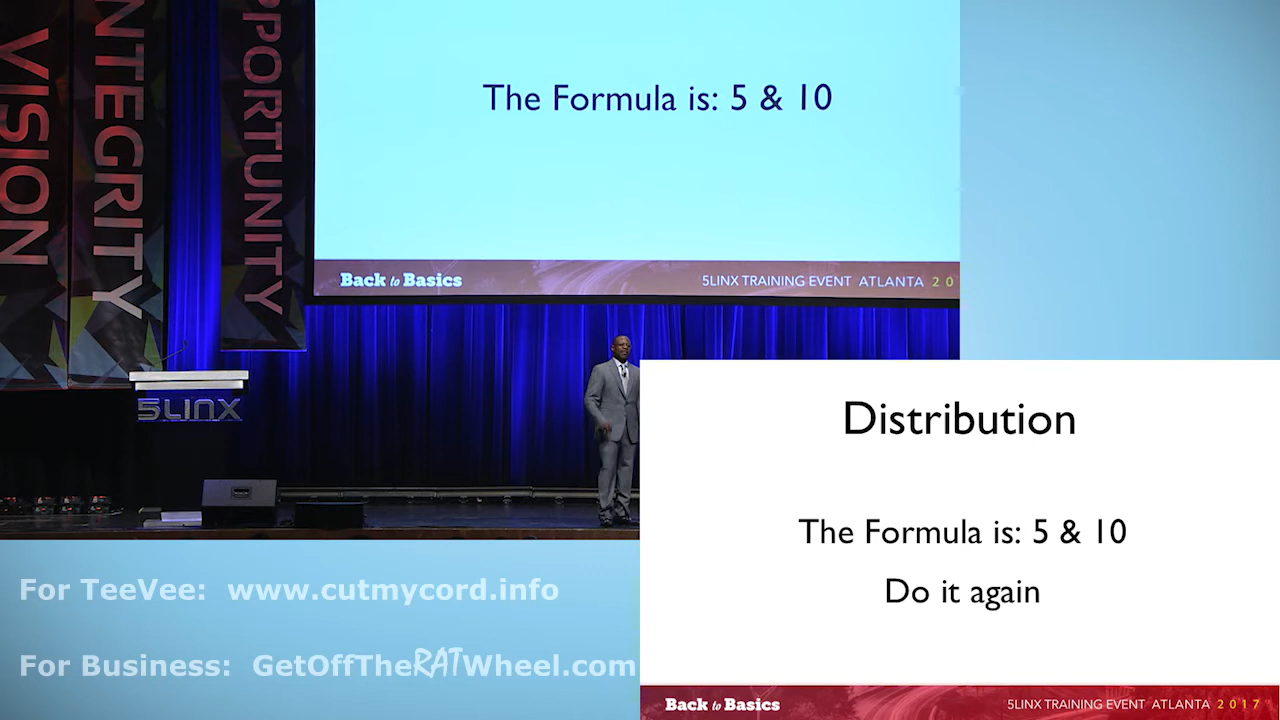 VISION
INTEGRITY
OPPORTUNITY
The Formula is: 5 & 10
Back to Basics
5LINX TRAINING EVENT ATLANTA 20
5LINX
Distribution
The Formula is: 5 & 10
Do it again
Back to Basics
5LINX TRAINING EVENT ATLANTA 2017
For TeeVee: www.cutmycord.info
For Business: GetOffTheRATWheel.com